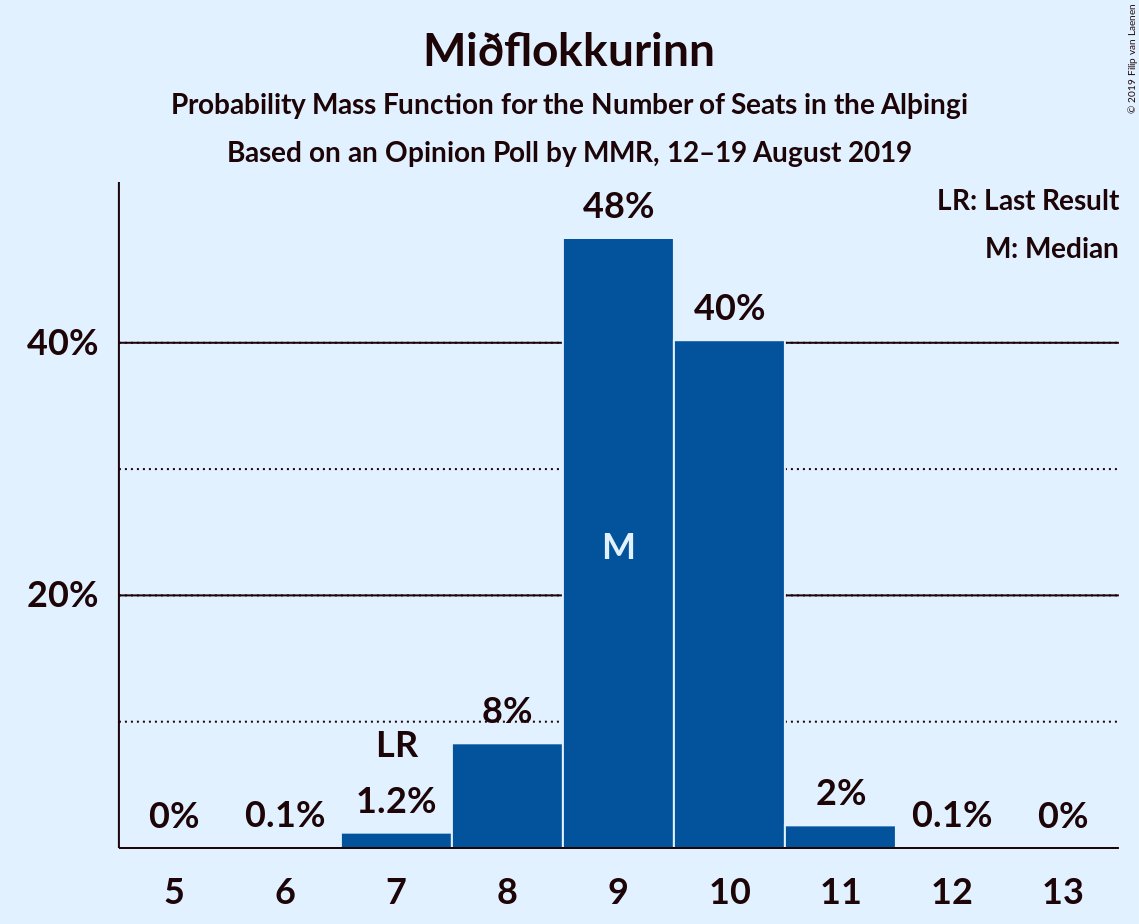 Miðflokkurinn
Probability Mass Function for the Number of Seats in the Alþingi
Based on an Opinion Poll by MMR, 12–19 August 2019
© 2019 Filip van Laenen
LR: Last Result
M: Median
48%
40%
40%
M
20%
8%
LR
0%
0.1%
1.2%
2%
0.1%
0%
5 6 7 8 9 10 11 12 13